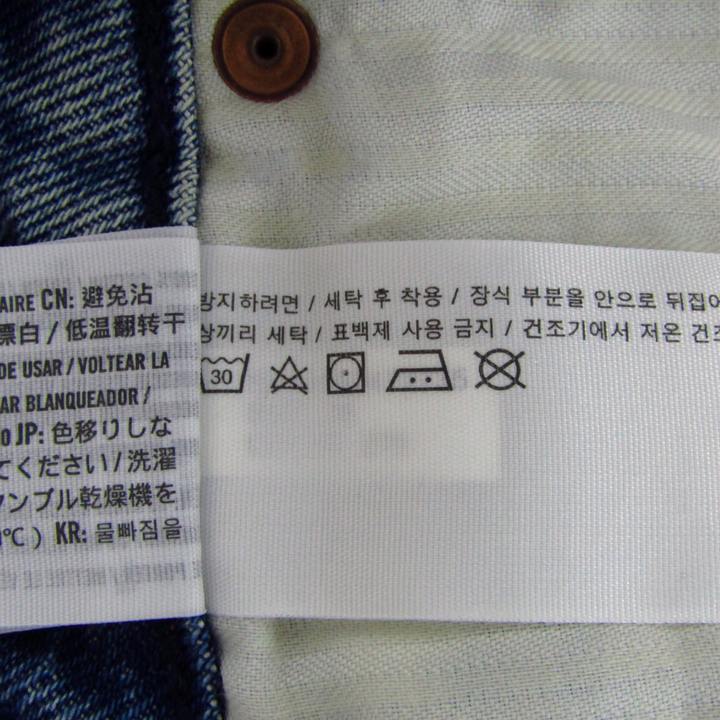 AIRE CN: 避免沾
漂白 / 低温翻转干
DE USAR / VOLTEAR LA
AR BLANQUEADOR /
o JP: 色移りしな
てください / 洗濯
タンブル乾燥機を
℃ ) KR: 물빠짐을
방지하려면 / 세탁 후 착용 / 장식 부분을 안으로 뒤집어
상끼리 세탁 / 표백제 사용 금지 / 건조기에서 저온 건조
30